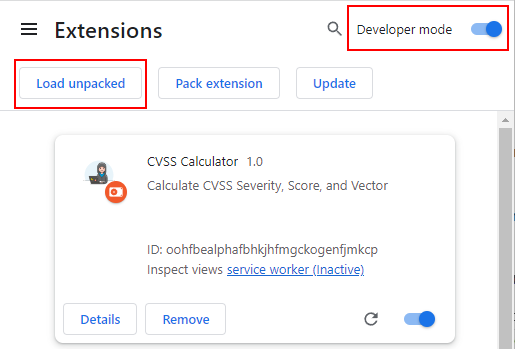 Extensions
Developer mode
Load unpacked
Pack extension
Update
CVSS Calculator 1.0
Calculate CVSS Severity, Score, and Vector
ID: oohfbealphafbhkjhfmgckogenfjmkcp
Inspect views service worker (Inactive)
Details
Remove